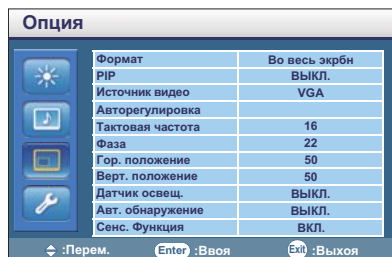 Опция
Формат Во весь экрбн
PIP ВЫКЛ.
Источник видео VGA
Авторегулировка
Тактовая частота 16
Фаза 22
Гор. положение 50
Верт. положение 50
Датчик освещ. ВЫКЛ.
Авт. обнаружение ВЫКЛ.
Сенс. Функция ВКЛ.
:Перем. Enter :Ввоя Exit :Выхоя